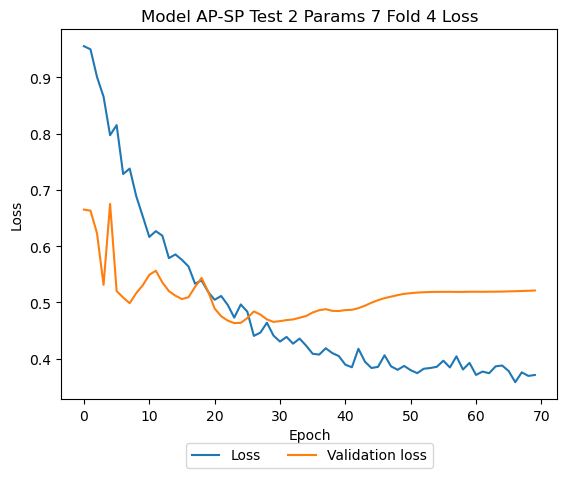 Model AP-SP Test 2 Params 7 Fold 4 Loss
0.9
0.8
0.7
0.6
0.5
0.4
Loss
0 10 20 30 40 50 60 70
Epoch
Loss Validation loss